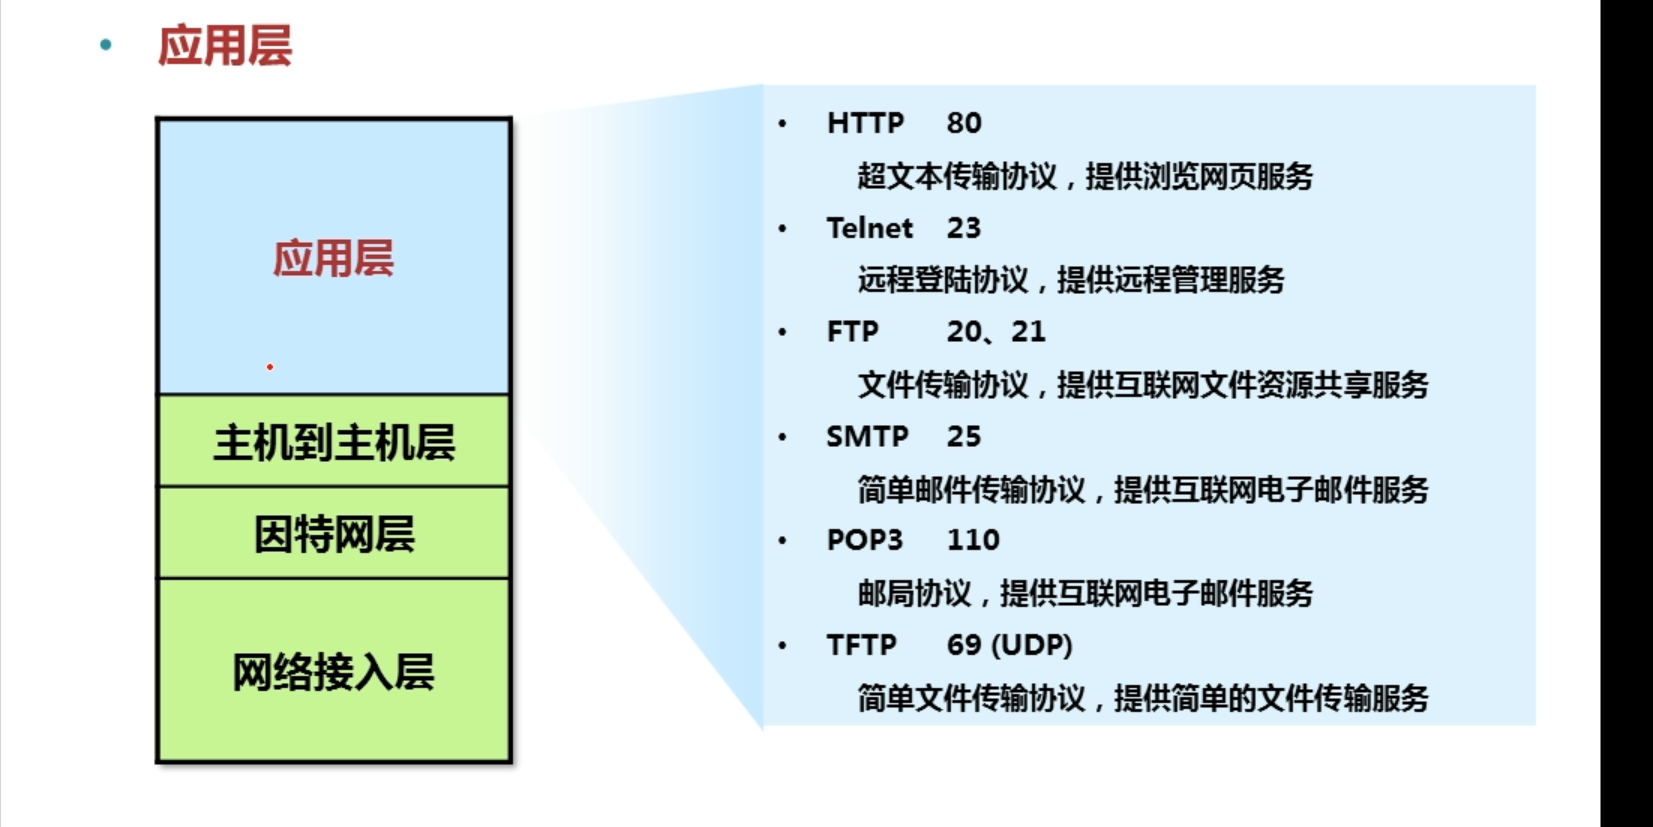 应用层
应用层
主机到主机层
因特网层
网络接入层
HTTP 80
超文本传输协议，提供浏览网页服务
Telnet 23
远程登陆协议，提供远程管理服务
FTP 20、21
文件传输协议，提供互联网文件资源共享服务
SMTP 25
简单邮件传输协议，提供互联网电子邮件服务
POP3 110
邮局协议，提供互联网电子邮件服务
TFTP 69 (UDP)
简单文件传输协议，提供简单的文件传输服务